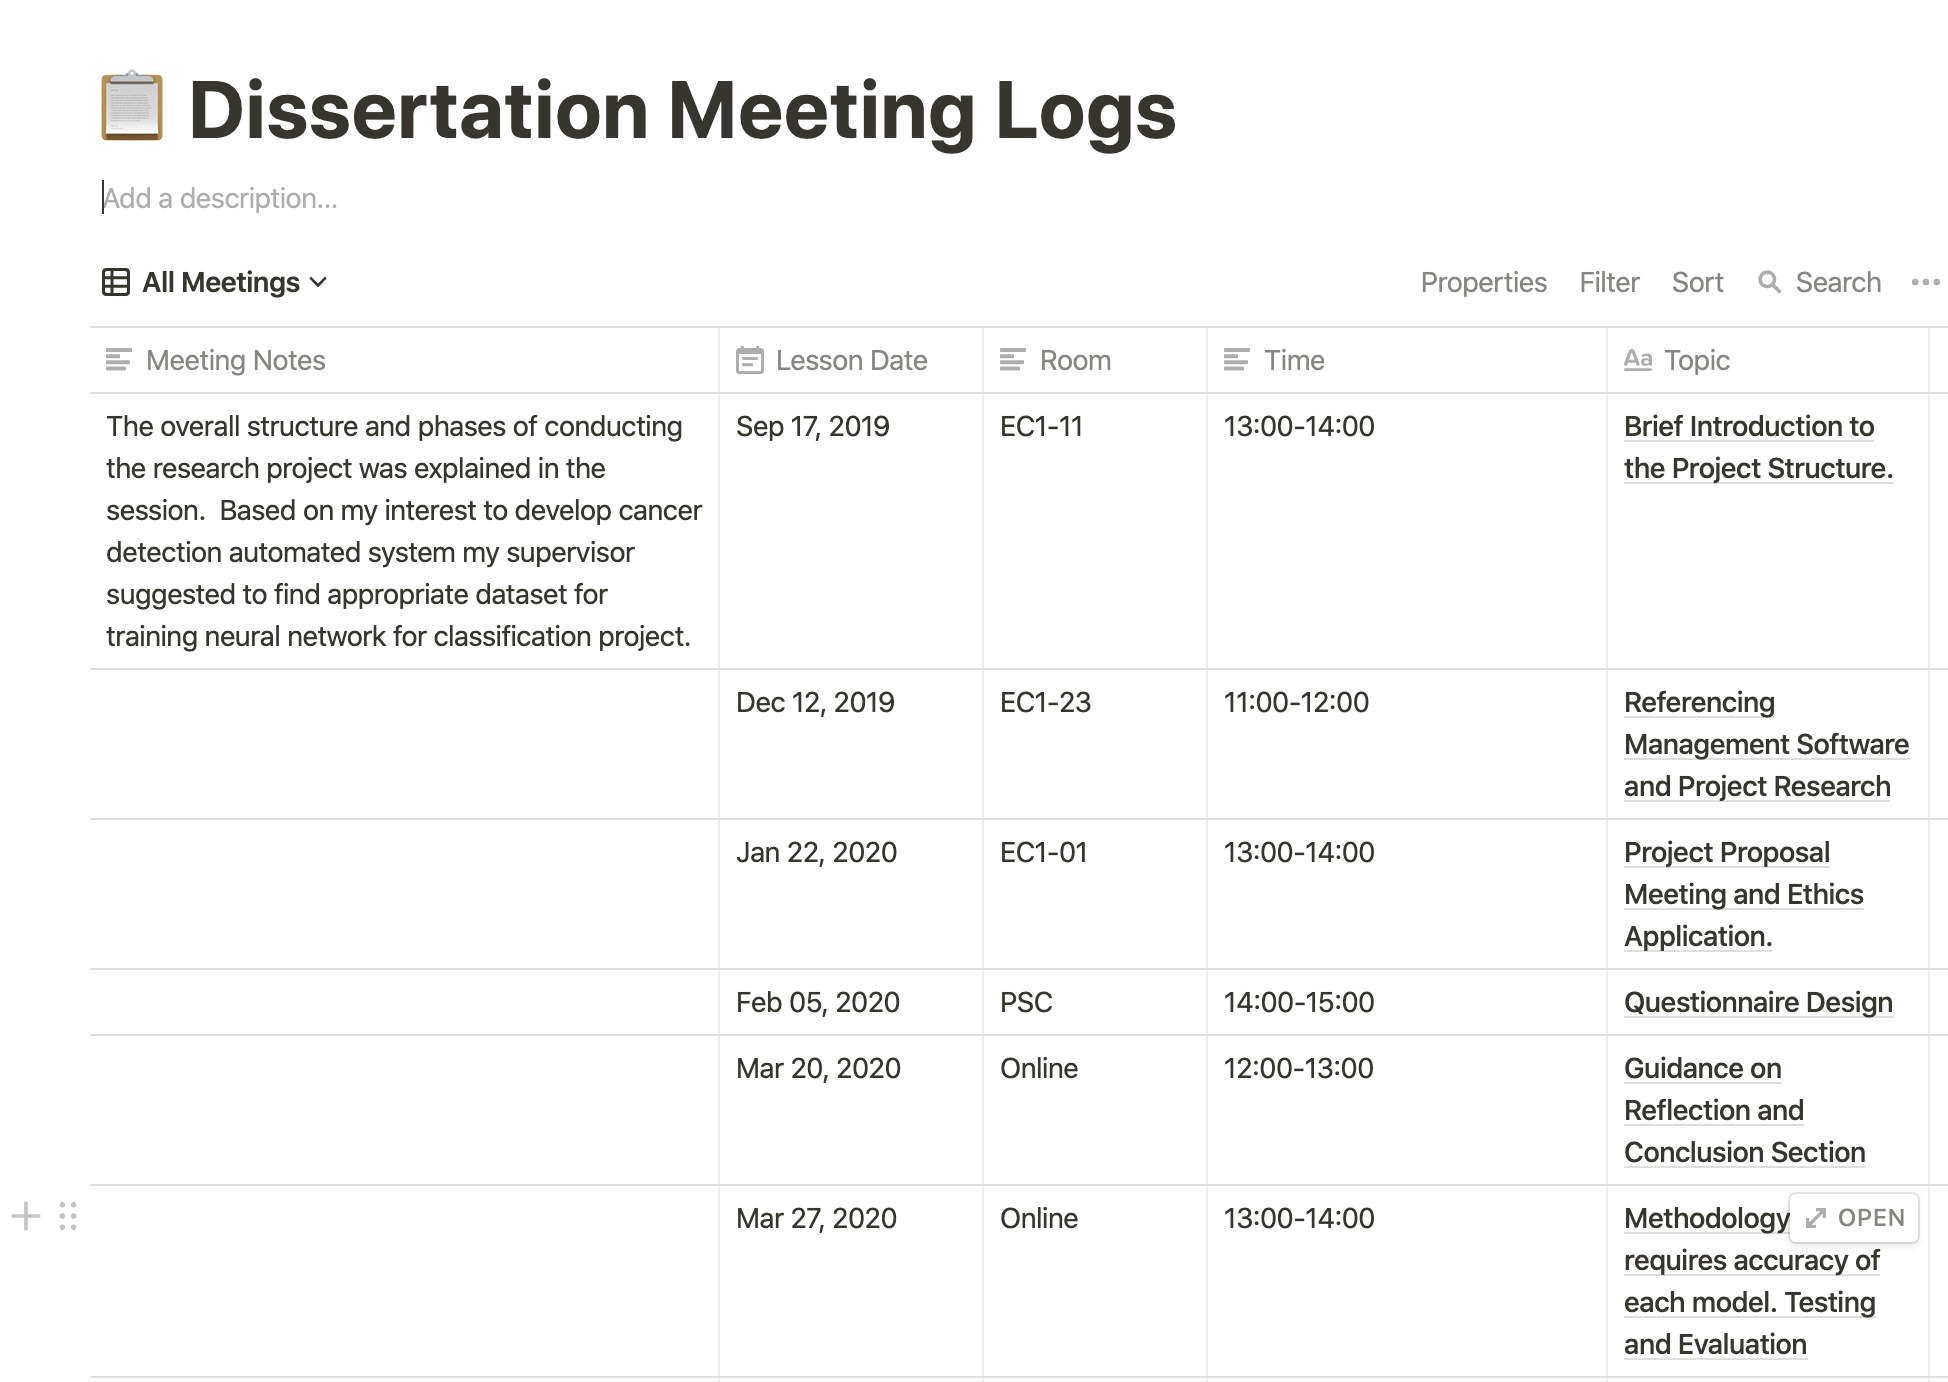 Dissertation Meeting Logs
Add a description...
All Meetings
Properties Filter Sort Search
Meeting Notes Lesson Date Room Time Aa Topic
The overall structure and phases of conducting
the research project was explained in the
session.  Based on my interest to develop cancer
detection automated system my supervisor
suggested to find appropriate dataset for
training neural network for classification project.
Sep 17, 2019
EC1-11
13:00-14:00
Brief Introduction to
the Project Structure.
Dec 12, 2019
EC1-23
11:00-12:00
Referencing
Management Software
and Project Research
Jan 22, 2020
EC1-01
13:00-14:00
Project Proposal
Meeting and Ethics
Application.
Feb 05, 2020
PSC
14:00-15:00
Questionnaire Design
Mar 20, 2020
Online
12:00-13:00
Guidance on
Reflection and
Conclusion Section
Mar 27, 2020
Online
13:00-14:00
Methodology OPEN
requires accuracy of
each model. Testing
and Evaluation